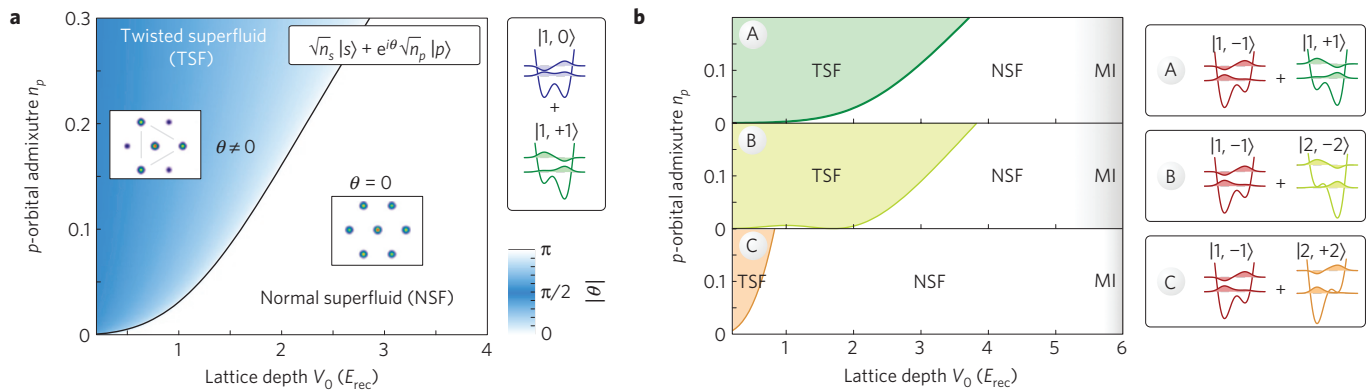 a
Twisted superfluid
(TSF)
√n_s |s⟩ + e^{iθ} √n_p |p⟩
θ ≠ 0
θ = 0
Normal superfluid (NSF)
p-orbital admixutre n_p
0.3
0.2
0.1
0
1
2
3
4
Lattice depth V_0 (E_rec)
|1, 0⟩
+
|1, +1⟩
π
π/2
0
|θ|
b
p-orbital admixutre n_p
A
TSF
NSF
MI
0.1
0
B
TSF
NSF
MI
0.1
0
C
TSF
NSF
MI
0.1
0
1
2
3
4
5
6
Lattice depth V_0 (E_rec)
A
|1, −1⟩
+
|1, +1⟩
B
|1, −1⟩
+
|2, −2⟩
C
|1, −1⟩
+
|2, +2⟩